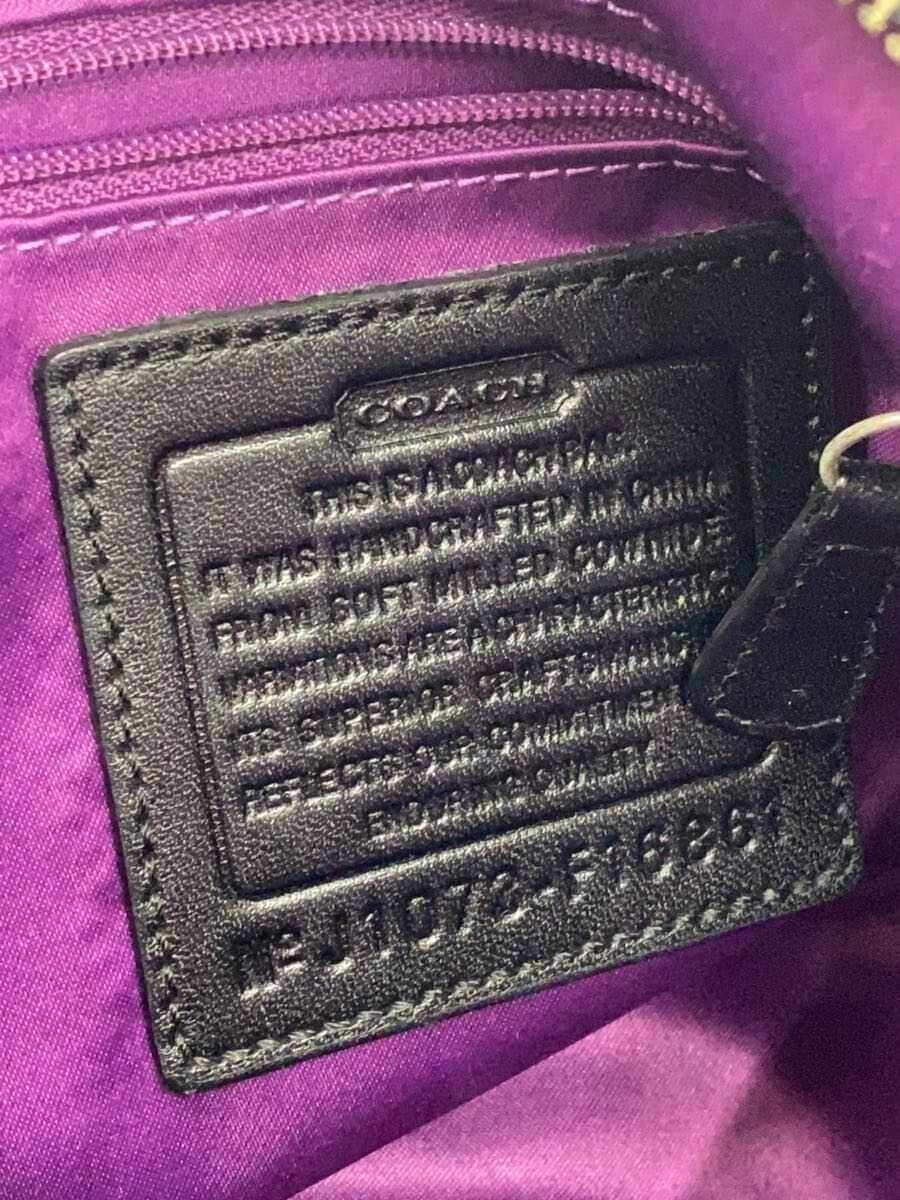 COACH
THIS IS A COACH BAG.
IT WAS HANDCRAFTED IN CHINA
FROM SOFT MILLED COWHIDE
VARIATIONS ARE A CHARACTERISTIC
ITS SUPERIOR CRAFTSMANS
REFLECTS OUR COMMITMENT
ENDURING QUALITY.
J1072-F16861